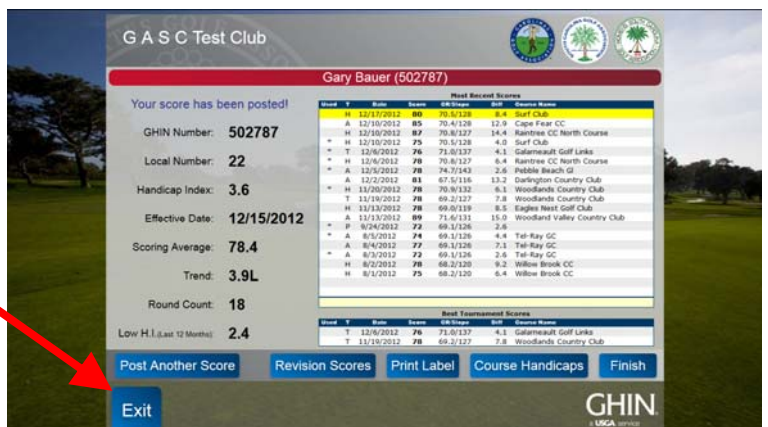 G A S C Test Club
Gary Bauer (502787)
Your score has been posted!
GHIN Number: 502787
Local Number: 22
Handicap Index: 3.6
Effective Date: 12/15/2012
Scoring Average: 78.4
Trend: 3.9L
Round Count: 18
Low H.I.(Last 12 Months): 2.4
Most Recent Scores
Used T Date Score CR/Slope Diff Course Name
H 12/17/2012 80 70.5/128 8.4 Surf Club
A 12/10/2012 85 70.4/128 12.9 Cape Fear CC
H 12/10/2012 87 70.8/127 14.4 Raintree CC North Course
* H 12/10/2012 75 70.5/128 4.0 Surf Club
* T 12/6/2012 76 71.0/137 4.1 Galarneault Golf Links
* H 12/6/2012 78 70.8/127 6.4 Raintree CC North Course
* A 12/5/2012 78 74.7/143 2.6 Pebble Beach Gl
A 12/2/2012 81 67.5/116 13.2 Darlington Country Club
* H 11/20/2012 78 70.9/132 6.1 Woodlands Country Club
T 11/19/2012 78 69.2/127 7.8 Woodlands Country Club
H 11/13/2012 78 69.0/119 8.5 Eagles Nest Golf Club
A 11/13/2012 89 71.6/131 15.0 Woodland Valley Country Club
* P 9/24/2012 72 69.1/126 2.6
* A 8/5/2012 74 69.1/126 4.4 Tel-Ray GC
A 8/4/2012 77 69.1/126 7.1 Tel-Ray GC
* A 8/3/2012 72 69.1/126 2.6 Tel-Ray GC
H 8/2/2012 78 68.2/120 9.2 Willow Brook CC
H 8/1/2012 75 68.2/120 6.4 Willow Brook CC
Best Tournament Scores
Used T Date Score CR/Slope Diff Course Name
T 12/6/2012 76 71.0/137 4.1 Galarneault Golf Links
T 11/19/2012 78 69.2/127 7.8 Woodlands Country Club
Post Another Score
Revision Scores
Print Label
Course Handicaps
Finish
Exit
GHIN
a USGA service